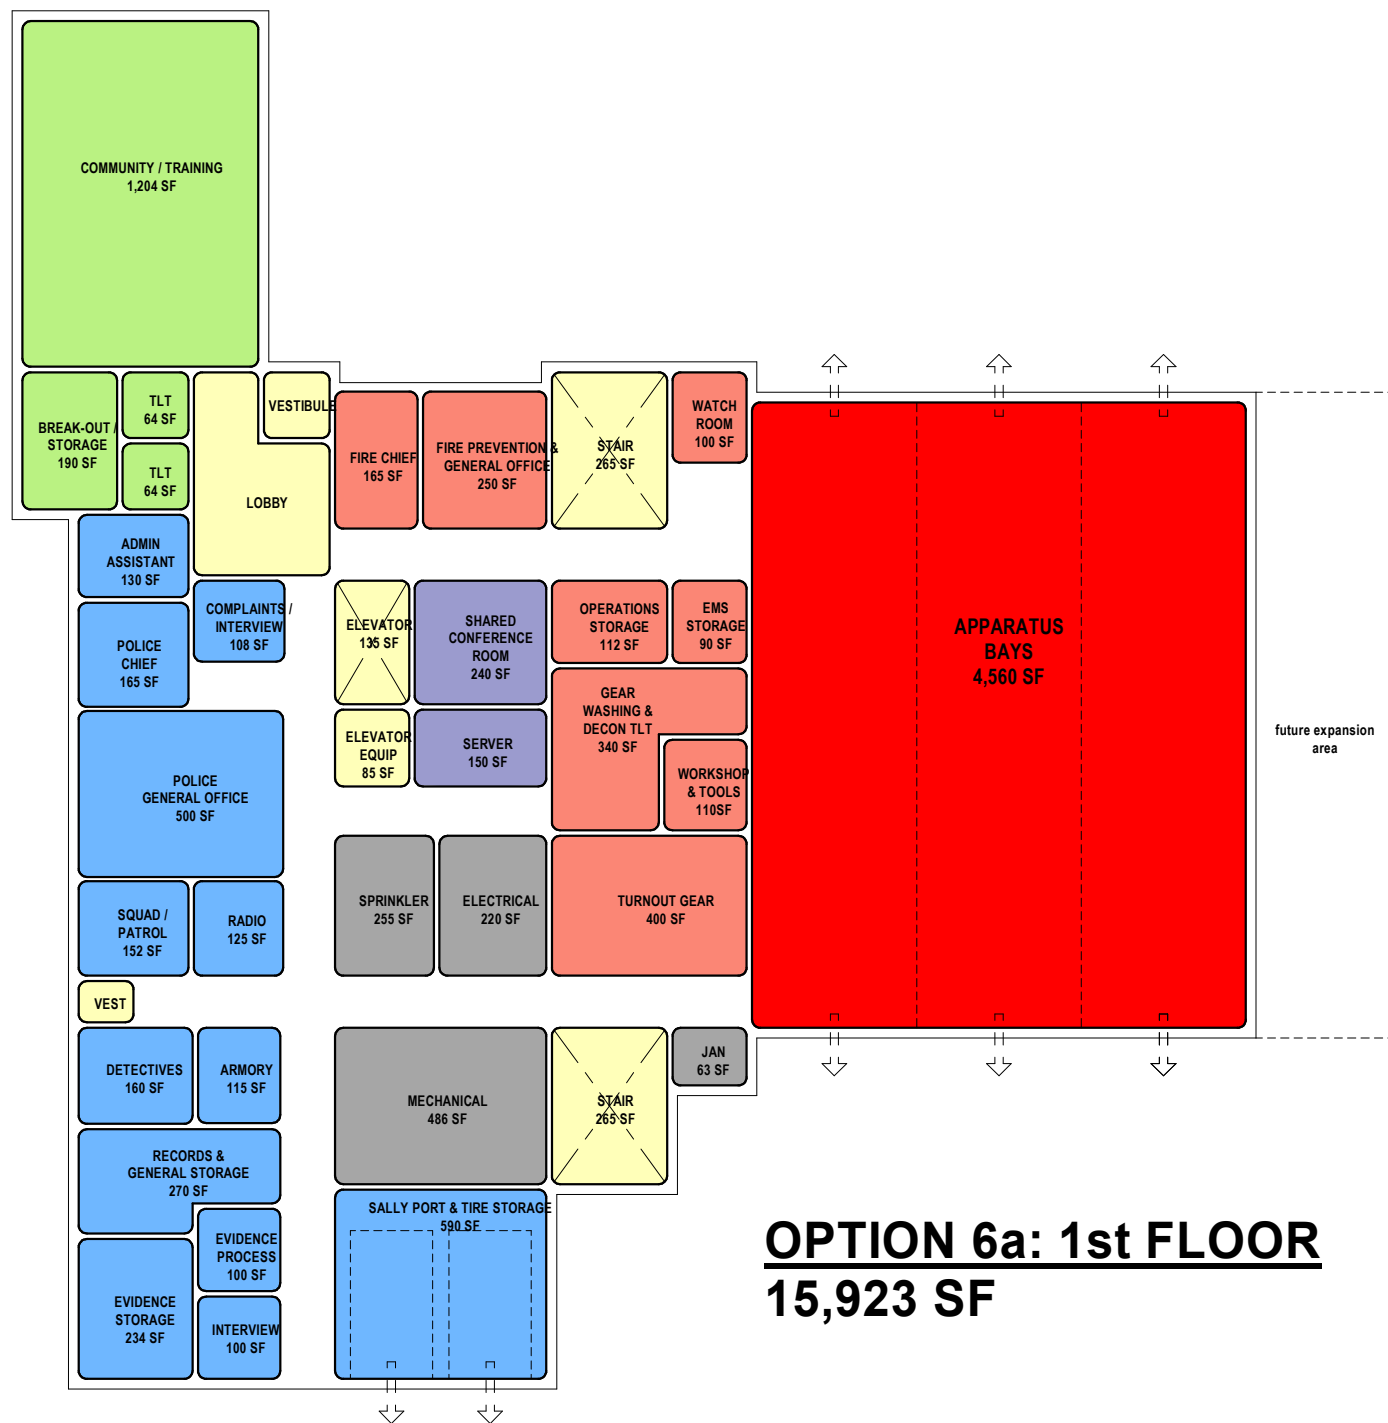 COMMUNITY / TRAINING
1,204 SF
BREAK-OUT /
STORAGE
190 SF
TLT
64 SF
TLT
64 SF
LOBBY
VESTIBULE
FIRE CHIEF
165 SF
FIRE PREVENTION &
GENERAL OFFICE
250 SF
STAIR
265 SF
WATCH
ROOM
100 SF
ADMIN
ASSISTANT
130 SF
COMPLAINTS /
INTERVIEW
108 SF
POLICE
CHIEF
165 SF
ELEVATOR
135 SF
SHARED
CONFERENCE
ROOM
240 SF
OPERATIONS
STORAGE
112 SF
EMS
STORAGE
90 SF
APPARATUS
BAYS
4,560 SF
GEAR
WASHING &
DECON TLT
340 SF
ELEVATOR
EQUIP
85 SF
SERVER
150 SF
WORKSHOP
& TOOLS
110SF
future expansion
area
POLICE
GENERAL OFFICE
500 SF
SQUAD /
PATROL
152 SF
RADIO
125 SF
SPRINKLER
255 SF
ELECTRICAL
220 SF
TURNOUT GEAR
400 SF
VEST
DETECTIVES
160 SF
ARMORY
115 SF
MECHANICAL
486 SF
STAIR
265 SF
JAN
63 SF
RECORDS &
GENERAL STORAGE
270 SF
SALLY PORT & TIRE STORAGE
590 SF
EVIDENCE
PROCESS
100 SF
EVIDENCE
STORAGE
234 SF
INTERVIEW
100 SF
OPTION 6a: 1st FLOOR
15,923 SF